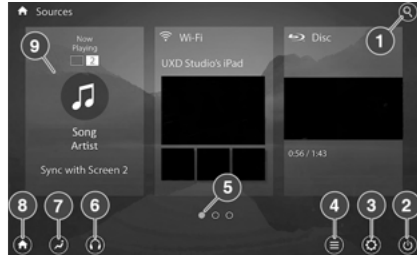 Sources
1
9
Now
Playing
2
Wi-Fi
Disc
UXD Studio's iPad
Song
Artist
0:56 / 1:43
Sync with Screen 2
5
8
7
6
4
3
2